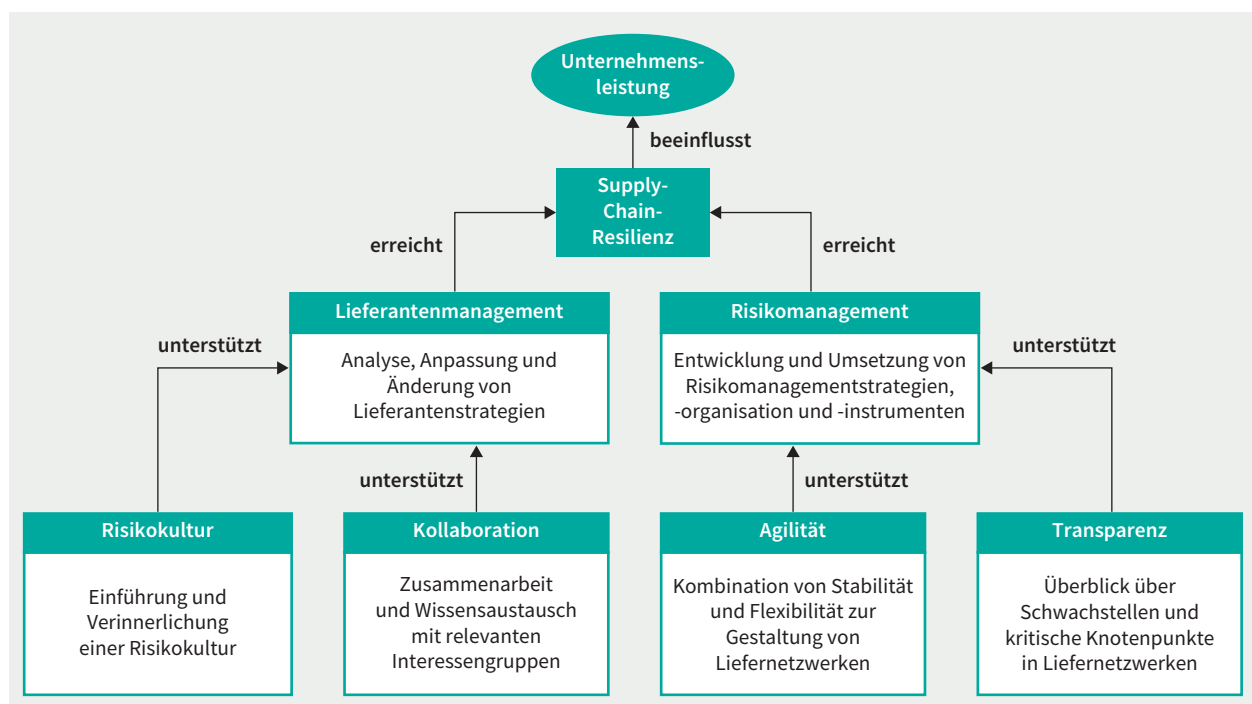 Unternehmens-
leistung
beeinflusst
Supply-
Chain-
Resilienz
erreicht
erreicht
Lieferantenmanagement
Analyse, Anpassung und
Änderung von
Lieferantenstrategien
Risikomanagement
Entwicklung und Umsetzung von
Risikomanagementstrategien,
-organisation und -instrumenten
unterstützt
unterstützt
unterstützt
unterstützt
Risikokultur
Einführung und
Verinnerlichung
einer Risikokultur
Kollaboration
Zusammenarbeit
und Wissensaustausch
mit relevanten
Interessengruppen
Agilität
Kombination von Stabilität
und Flexibilität zur
Gestaltung von
Liefernetzwerken
Transparenz
Überblick über
Schwachstellen und
kritische Knotenpunkte
in Liefernetzwerken